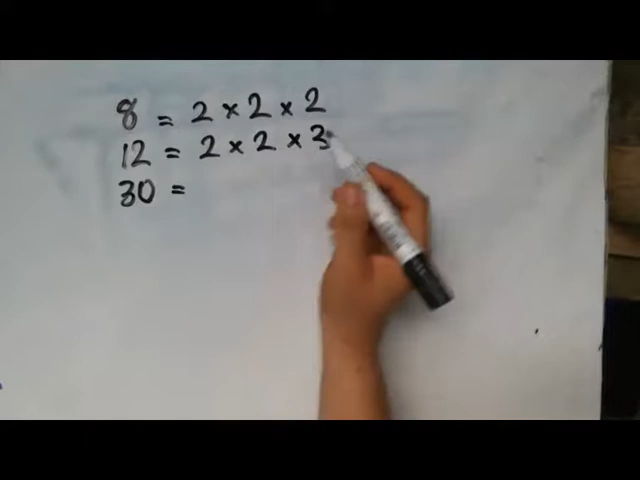 8 = 2 × 2 × 2
12 = 2 × 2 × 3
30 =